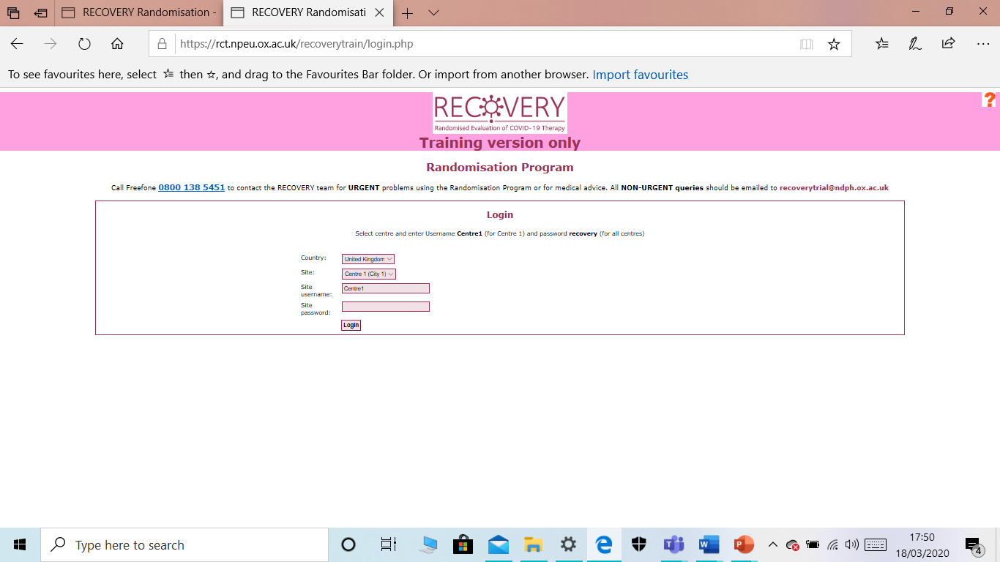 RECOVERY Randomisation -
RECOVERY Randomisati
https://rct.npeu.ox.ac.uk/recoverytrain/login.php
To see favourites here, select then , and drag to the Favourites Bar folder. Or import from another browser. Import favourites
RECOVERY
Randomised Evaluation of COVID-19 Therapy
?
Training version only
Randomisation Program
Call Freefone 0800 138 5451 to contact the RECOVERY team for URGENT problems using the Randomisation Program or for medical advice. All NON-URGENT queries should be emailed to recoverytrial@ndph.ox.ac.uk
Login
Select centre and enter Username Centre1 (for Centre 1) and password recovery (for all centres)
Country: United Kingdom
Site: Centre 1 (City 1)
Site
username: Centre1
Site
password:
Login
Type here to search
17:50
18/03/2020
4